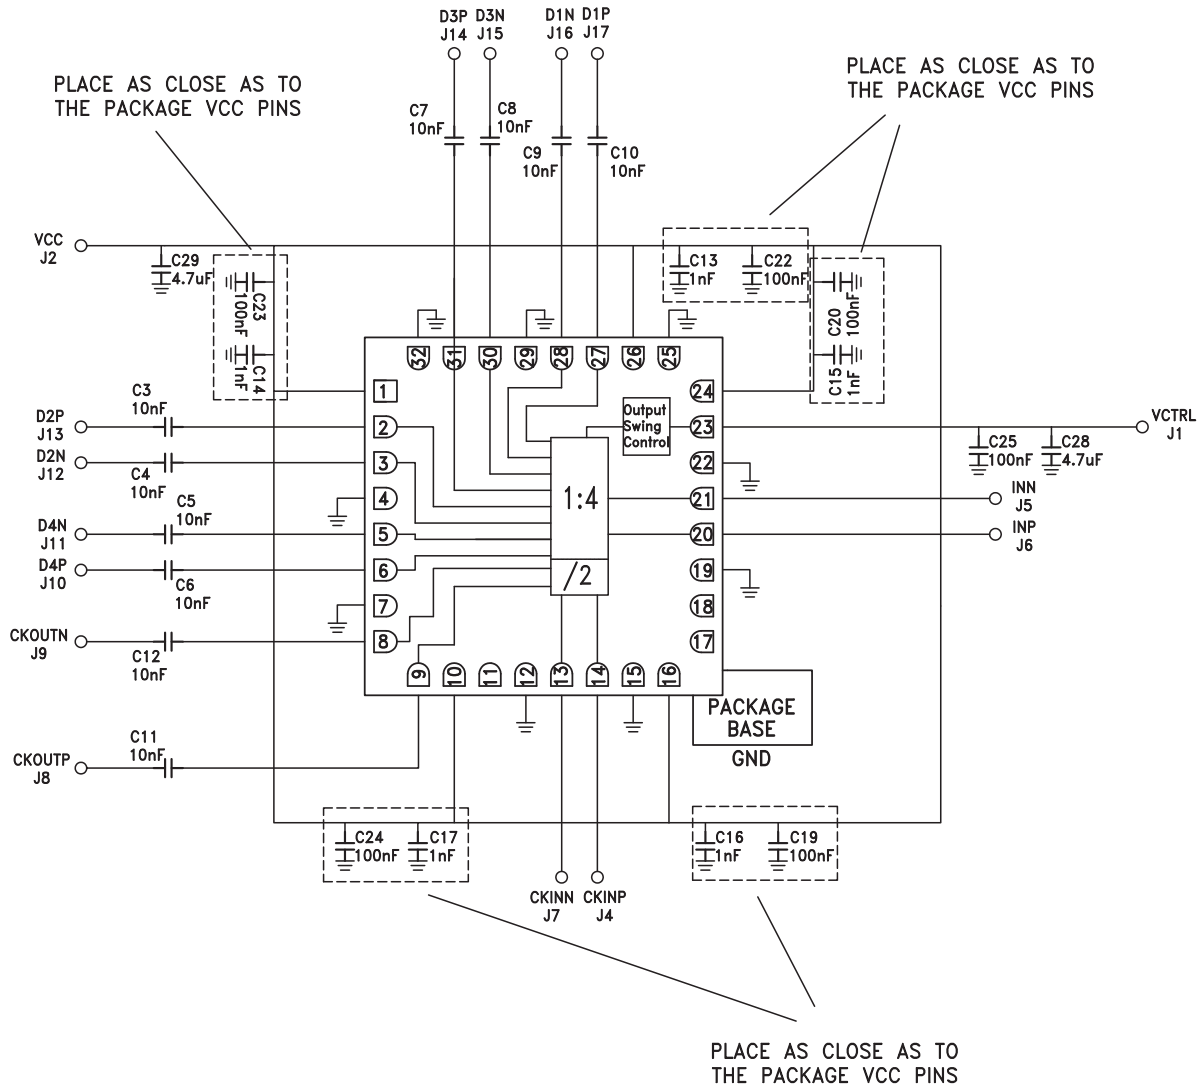 D3P D3N D1N D1P
J14 J15 J16 J17
PLACE AS CLOSE AS TO
THE PACKAGE VCC PINS
PLACE AS CLOSE AS TO
THE PACKAGE VCC PINS
C7
10nF
C8
10nF
C9
10nF
C10
10nF
VCC
J2
C29
4.7uF
C23
100nF
C14
1nF
C13
1nF
C22
100nF
C20
100nF
C15
1nF
32 31 30 29 28 27 26 25
1
2
3
4
5
6
7
8
24
23
22
21
20
19
18
17
9 10 11 12 13 14 15 16
Output
Swing
Control
1:4
/2
C3
10nF
D2P
J13
D2N
J12
C4
10nF
C5
10nF
D4N
J11
D4P
J10
C6
10nF
CKOUTN
J9
C12
10nF
C11
10nF
CKOUTP
J8
VCTRL
J1
C25
100nF
C28
4.7uF
INN
J5
INP
J6
PACKAGE
BASE
GND
C24
100nF
C17
1nF
C16
1nF
C19
100nF
CKINN CKINP
J7 J4
PLACE AS CLOSE AS TO
THE PACKAGE VCC PINS